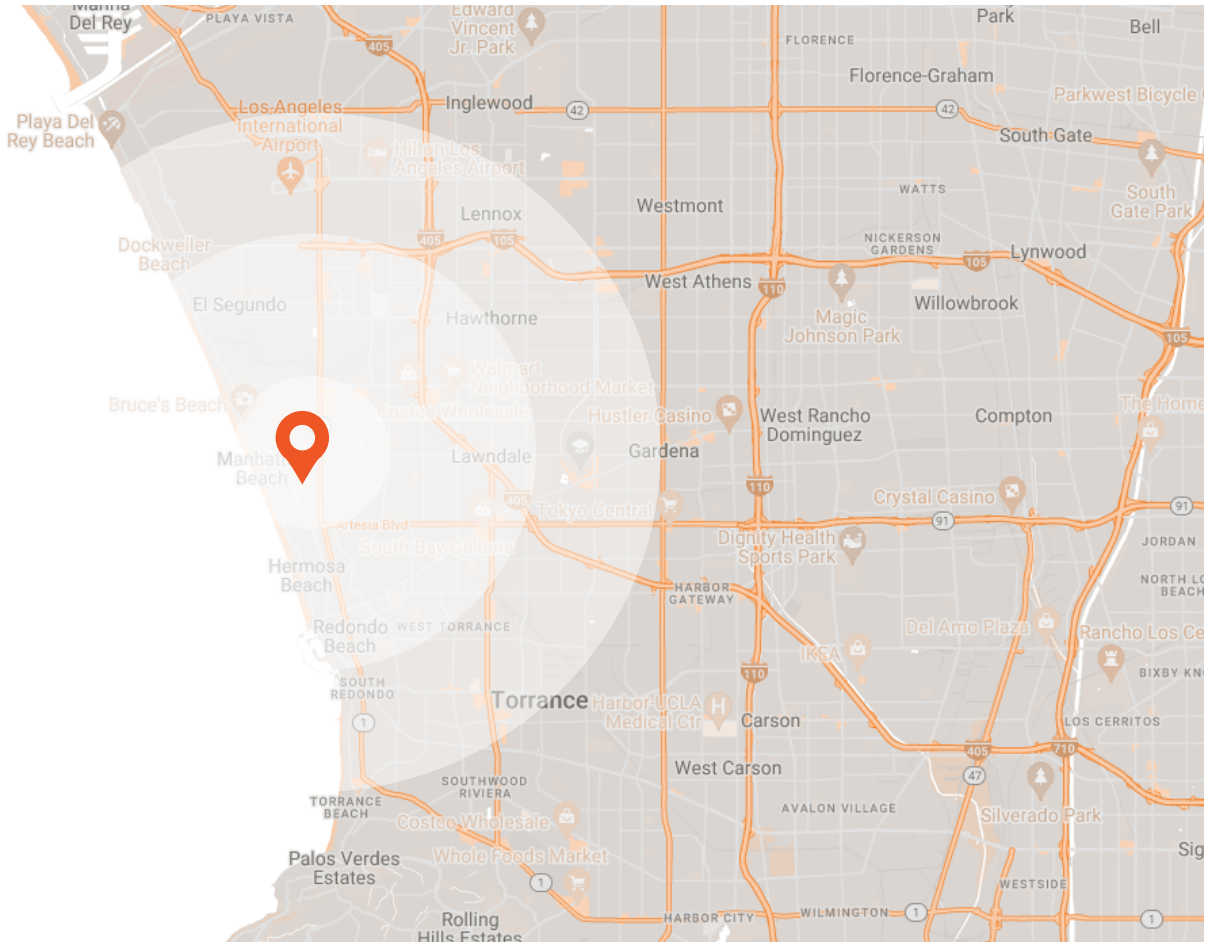 Marina
Del Rey
PLAYA VISTA
405
Edward
Vincent
Jr. Park
FLORENCE
Park
Bell
Florence-Graham
Parkwest Bicycle
Los Angeles
International
Airport
Inglewood
42
42
Playa Del
Rey Beach
South Gate
Hilton Los
Angeles Airport
WATTS
South
Gate Park
Lennox
Westmont
405
105
Dockweiler
Beach
NICKERSON
GARDENS
105
Lynwood
West Athens
110
El Segundo
Hawthorne
Magic
Johnson Park
Willowbrook
105
Walmart
Neighborhood Market
Bruce's Beach
Costco Wholesale
Hustler Casino
West Rancho
Dominguez
Compton
The Home
Manhat
Beach
Lawndale
Gardena
405
110
Crystal Casino
Tokyo Central
91
91
Artesia Blvd
South Bay Galleria
Dignity Health
Sports Park
JORDAN
Hermosa
Beach
HARBOR
GATEWAY
NORTH LO
BEACH
Redondo
Beach
WEST TORRANCE
Del Amo Plaza
Rancho Los Ce
IKEA
110
BIXBY KN
SOUTH
REDONDO
Torrance
Harbor-UCLA
Medical Ctr
H
1
Carson
LOS CERRITOS
405
710
West Carson
47
SOUTHWOOD
RIVIERA
TORRANCE
BEACH
AVALON VILLAGE
Silverado Park
Costco Wholesale
Whole Foods Market
Sig
Palos Verdes
Estates
1
WESTSIDE
Rolling
Hills Estates
HARBOR CITY
WILMINGTON
1
1